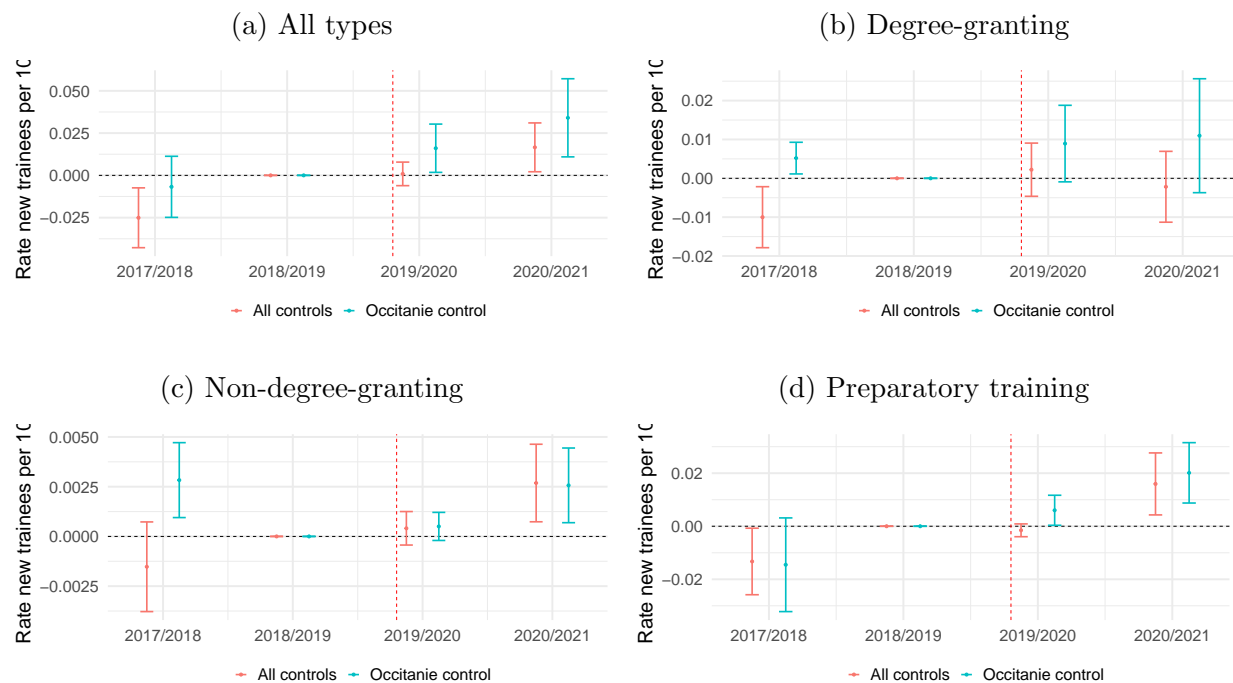 (a) All types
Rate new trainees per 10
0.050
0.025
0.000
−0.025
2017/2018 2018/2019 2019/2020 2020/2021
All controls Occitanie control
(b) Degree-granting
Rate new trainees per 10
0.02
0.01
0.00
−0.01
−0.02
2017/2018 2018/2019 2019/2020 2020/2021
All controls Occitanie control
(c) Non-degree-granting
Rate new trainees per 10
0.0050
0.0025
0.0000
−0.0025
2017/2018 2018/2019 2019/2020 2020/2021
All controls Occitanie control
(d) Preparatory training
Rate new trainees per 10
0.02
0.00
−0.02
2017/2018 2018/2019 2019/2020 2020/2021
All controls Occitanie control